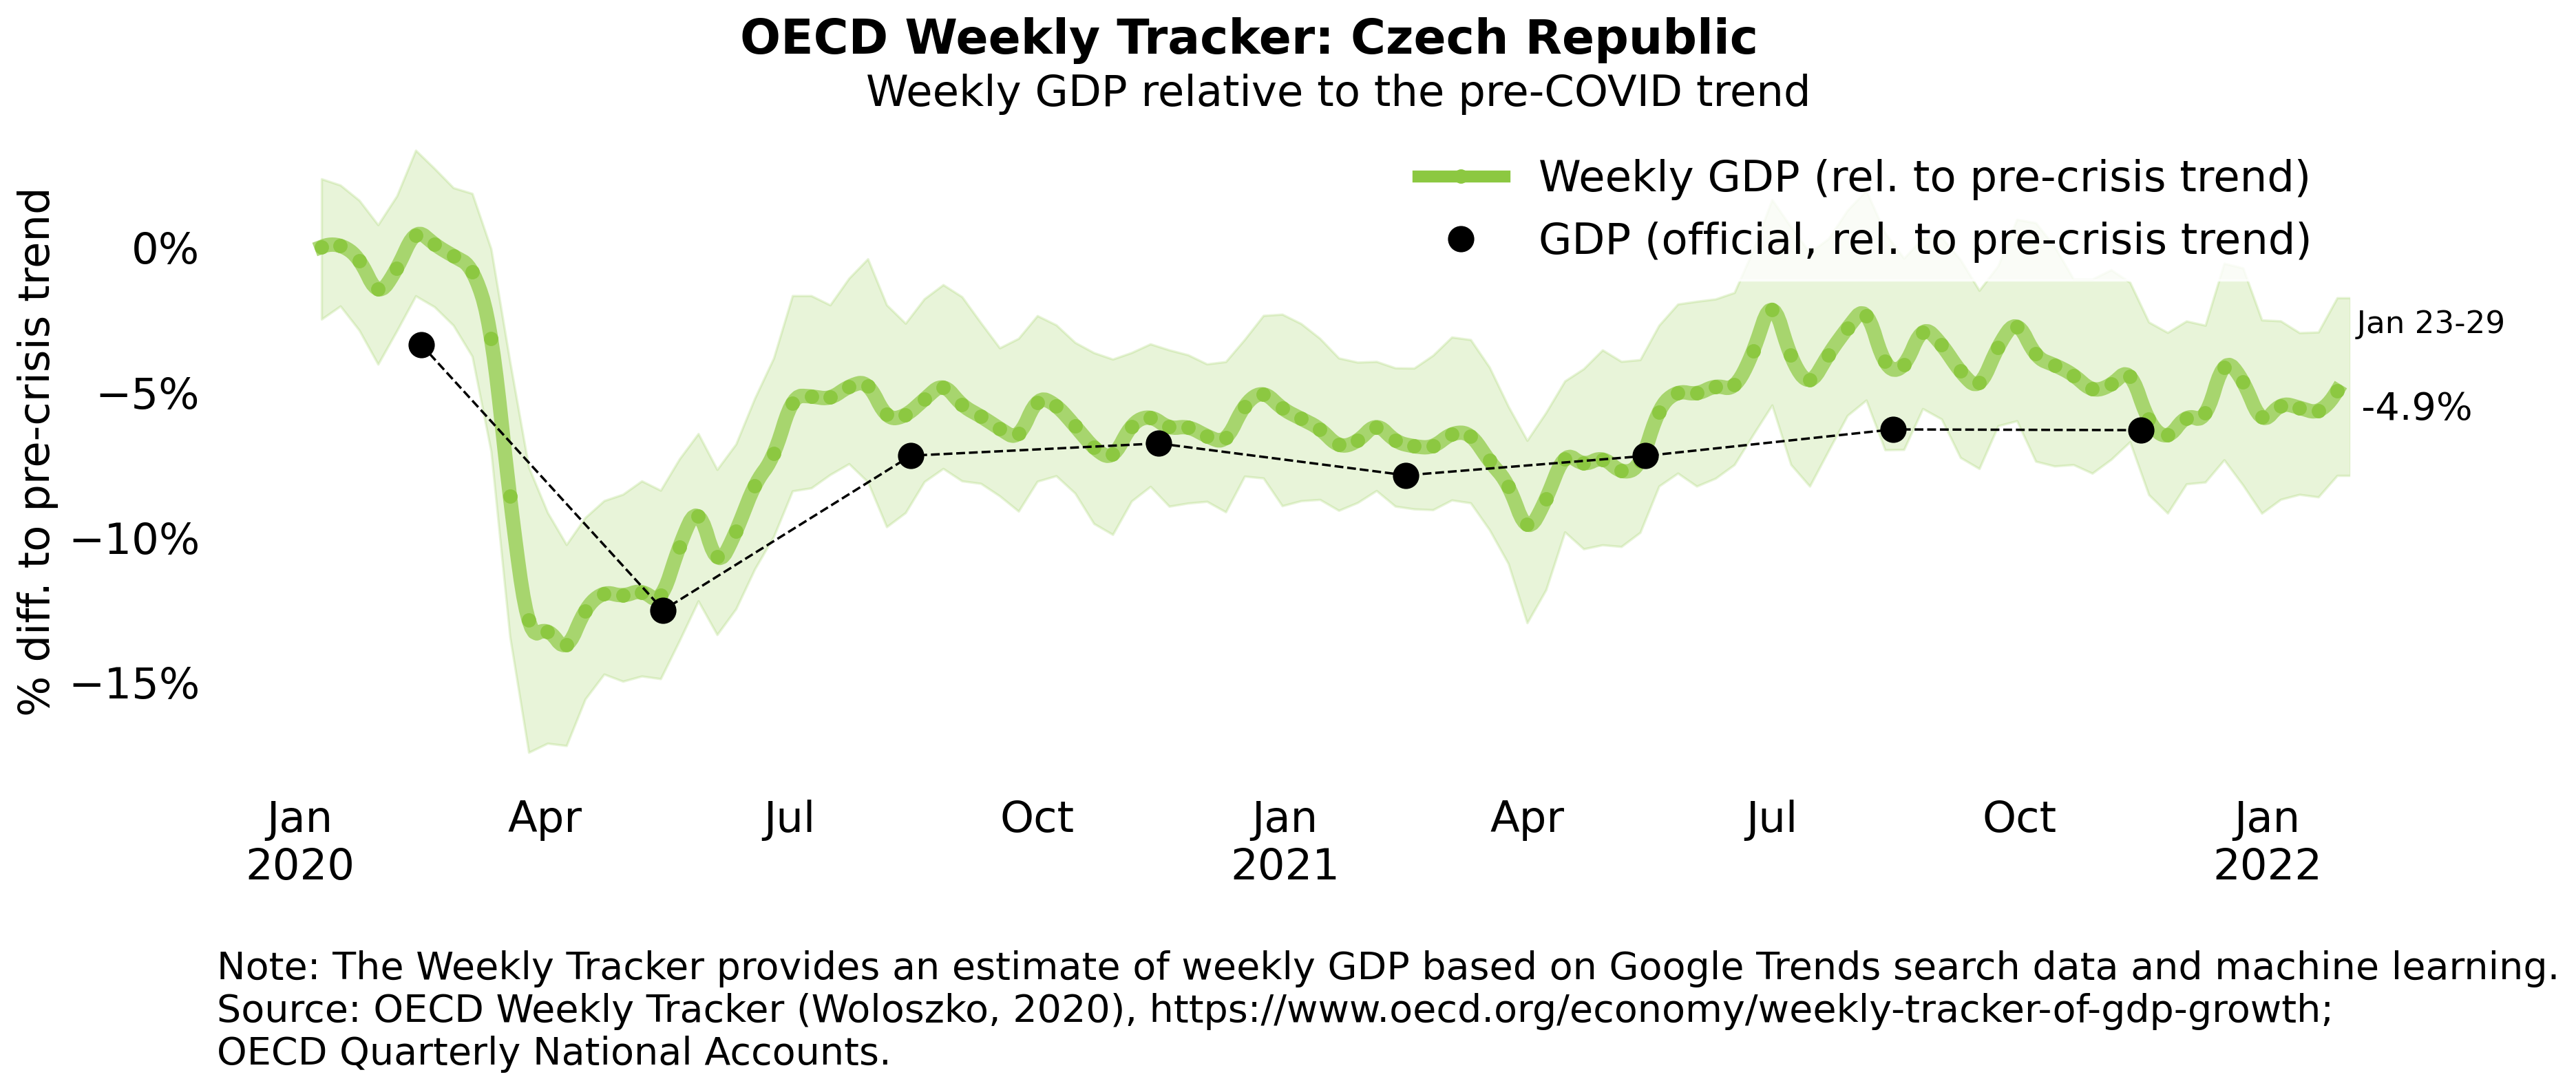 OECD Weekly Tracker: Czech Republic
Weekly GDP relative to the pre-COVID trend
Weekly GDP (rel. to pre-crisis trend)
GDP (official, rel. to pre-crisis trend)
% diff. to pre-crisis trend
0%
−5%
−10%
−15%
Jan 23-29
-4.9%
Jan Apr Jul Oct Jan Apr Jul Oct Jan
2020 2021 2022
Note: The Weekly Tracker provides an estimate of weekly GDP based on Google Trends search data and machine learning.
Source: OECD Weekly Tracker (Woloszko, 2020), https://www.oecd.org/economy/weekly-tracker-of-gdp-growth;
OECD Quarterly National Accounts.